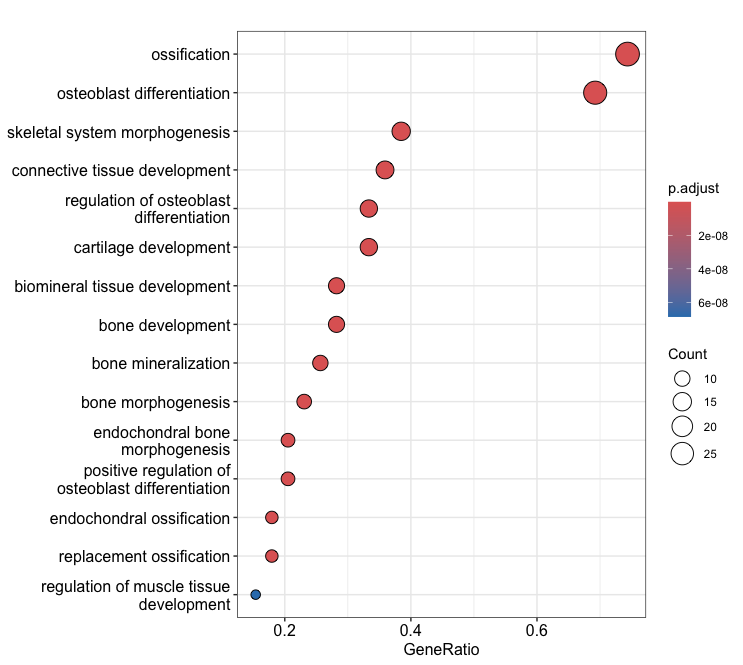 ossification
osteoblast differentiation
skeletal system morphogenesis
connective tissue development
regulation of osteoblast
differentiation
cartilage development
biomineral tissue development
bone development
bone mineralization
bone morphogenesis
endochondral bone
morphogenesis
positive regulation of
osteoblast differentiation
endochondral ossification
replacement ossification
regulation of muscle tissue
development
0.2 0.4 0.6
GeneRatio
p.adjust
2e-08
4e-08
6e-08
Count
10
15
20
25